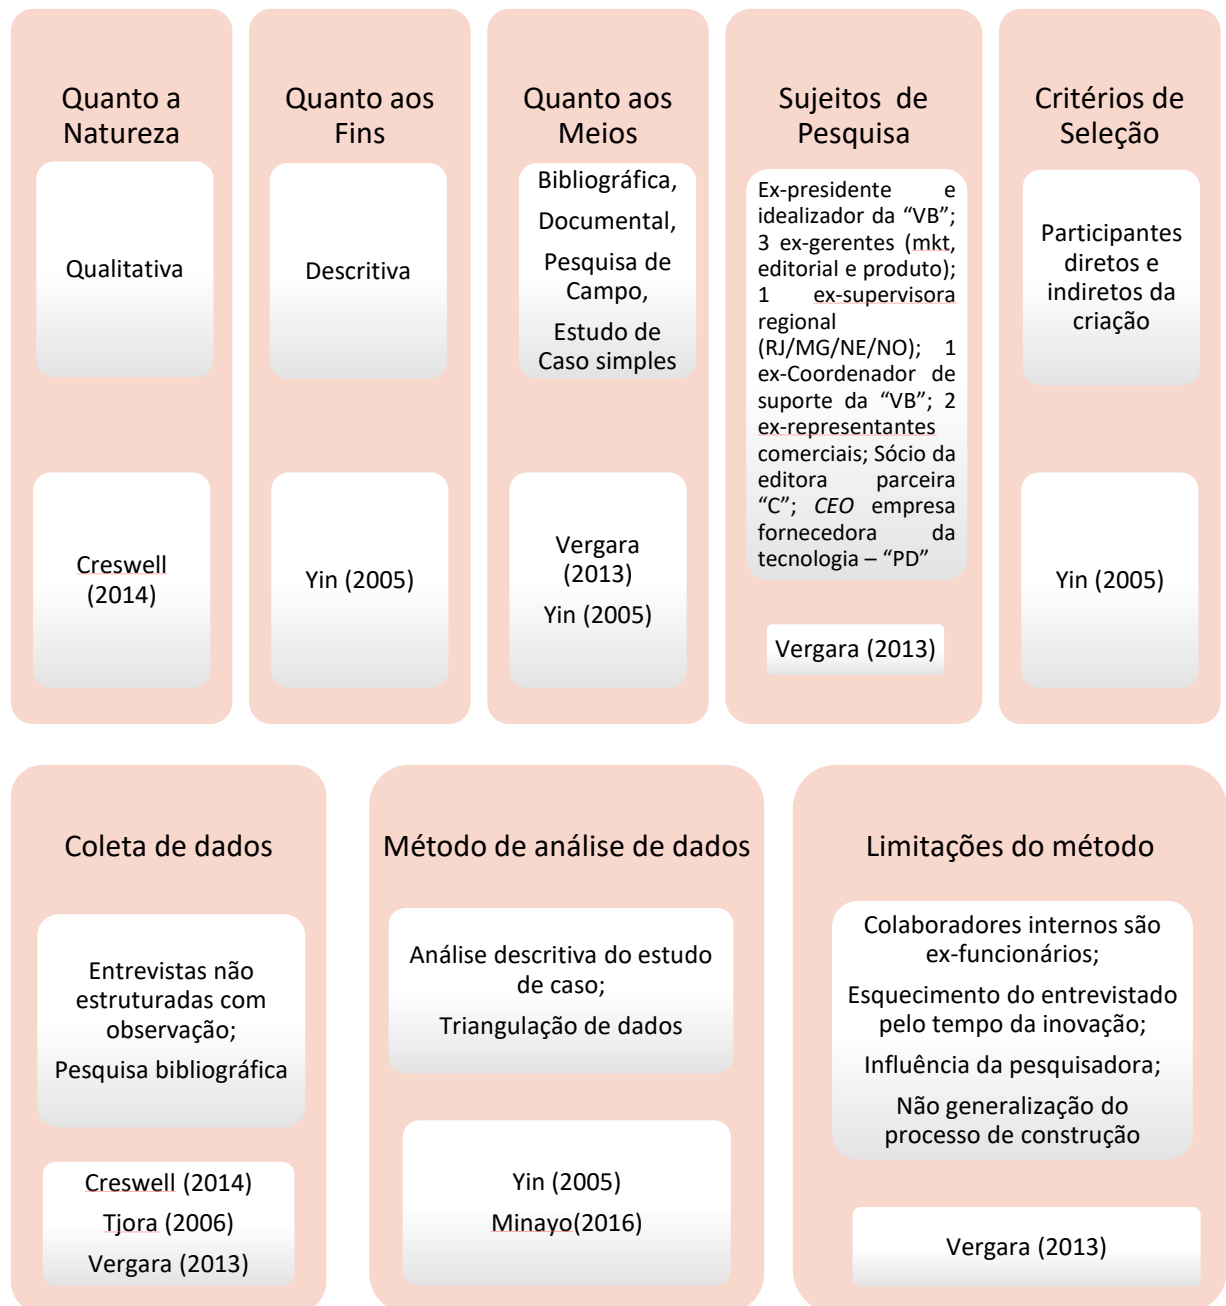 Quanto a
Natureza
Qualitativa
Creswell
(2014)
Quanto aos
Fins
Descritiva
Yin (2005)
Quanto aos
Meios
Bibliográfica,
Documental,
Pesquisa de
Campo,
Estudo de
Caso simples
Vergara
(2013)
Yin (2005)
Sujeitos de
Pesquisa
Ex-presidente e
idealizador da “VB”;
3 ex-gerentes (mkt,
editorial e produto);
1 ex-supervisora
regional
(RJ/MG/NE/NO); 1
ex-Coordenador de
suporte da “VB”; 2
ex-representantes
comerciais; Sócio da
editora parceira
“C”; CEO empresa
fornecedora da
tecnologia – “PD”
Vergara (2013)
Critérios de
Seleção
Participantes
diretos e
indiretos da
criação
Yin (2005)
Coleta de dados
Entrevistas não
estruturadas com
observação;
Pesquisa bibliográfica
Creswell (2014)
Tjora (2006)
Vergara (2013)
Método de análise de dados
Análise descritiva do estudo
de caso;
Triangulação de dados
Yin (2005)
Minayo(2016)
Limitações do método
Colaboradores internos são
ex-funcionários;
Esquecimento do entrevistado
pelo tempo da inovação;
Influência da pesquisadora;
Não generalização do
processo de construção
Vergara (2013)